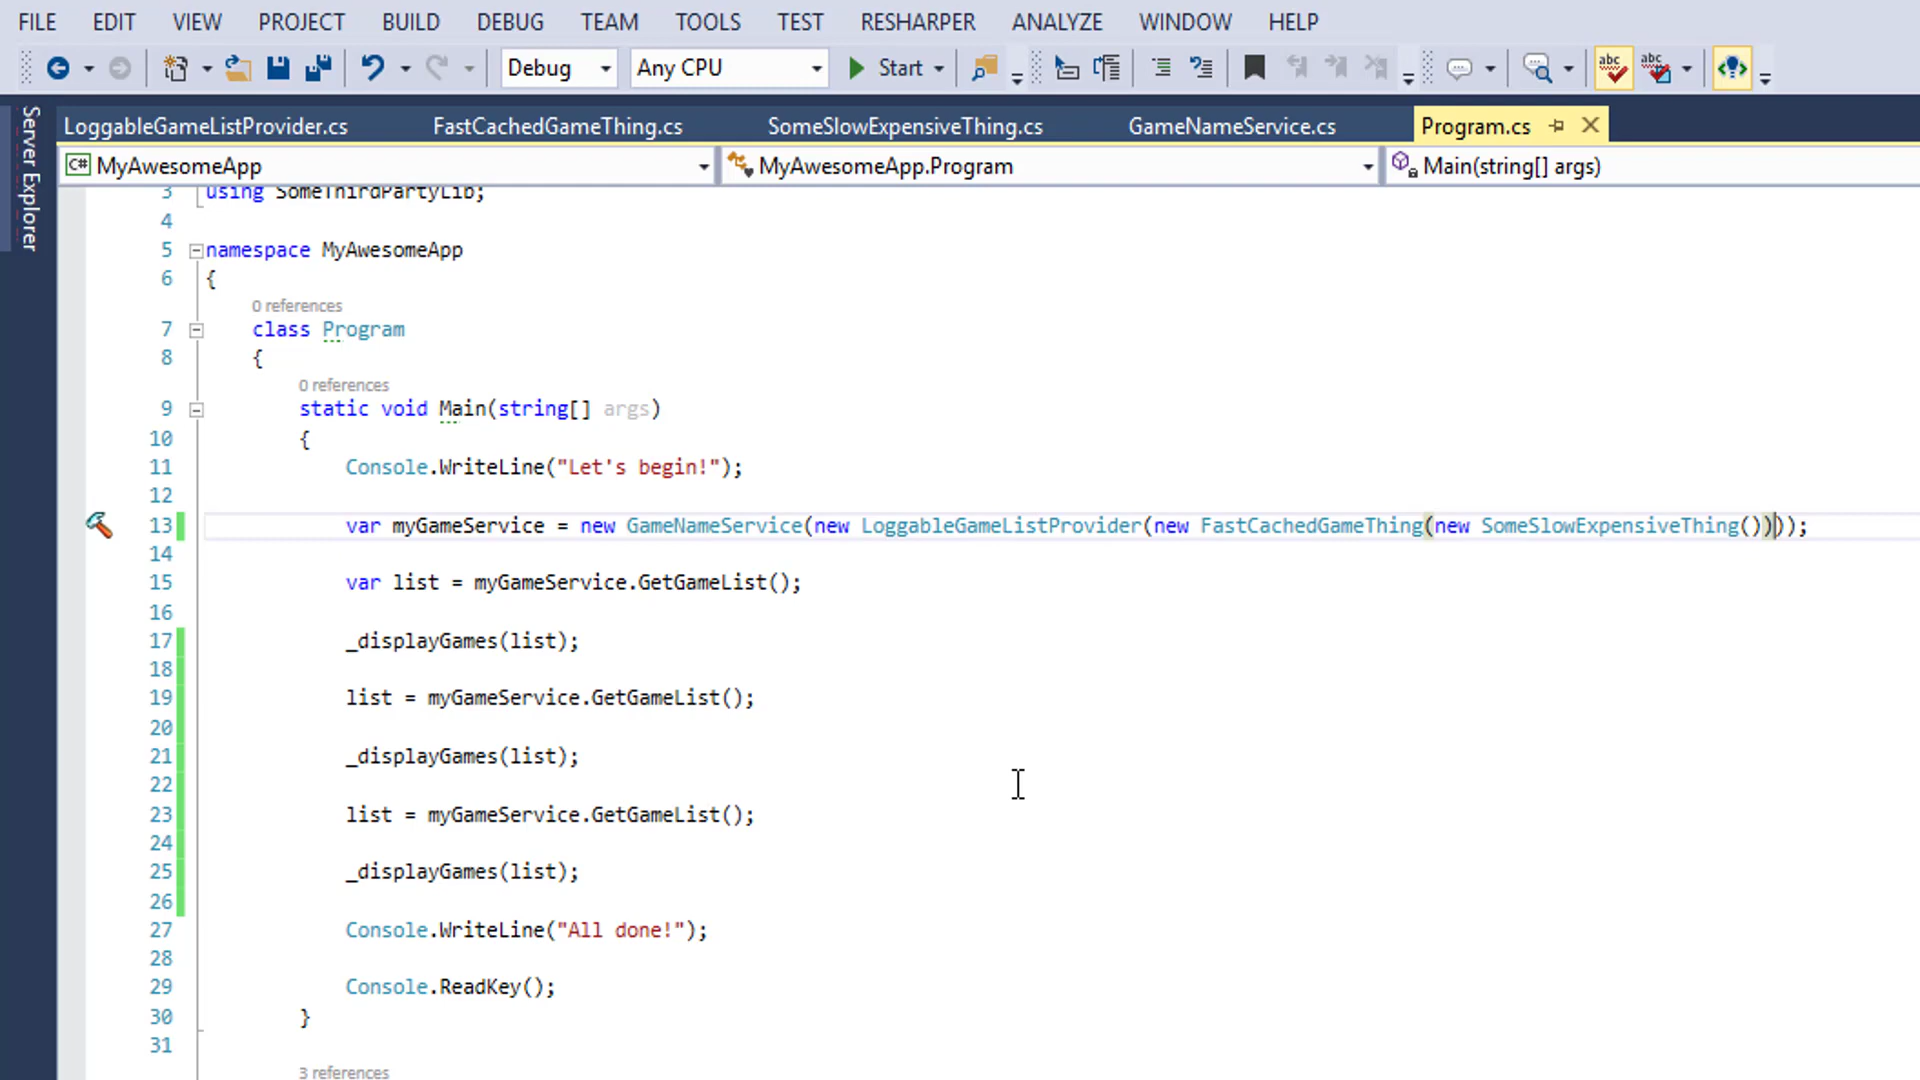 FILE EDIT VIEW PROJECT BUILD DEBUG TEAM TOOLS TEST RESHARPER ANALYZE WINDOW HELP
Debug Any CPU Start
Server Explorer
LoggableGameListProvider.cs FastCachedGameThing.cs SomeSlowExpensiveThing.cs GameNameService.cs Program.cs
C# MyAwesomeApp MyAwesomeApp.Program Main(string[] args)
3 using SomeThirdPartyLib;
4
5 namespace MyAwesomeApp
6 {
0 references
7 class Program
8 {
0 references
9 static void Main(string[] args)
10 {
11 Console.WriteLine("Let's begin!");
12
13 var myGameService = new GameNameService(new LoggableGameListProvider(new FastCachedGameThing(new SomeSlowExpensiveThing())));
14
15 var list = myGameService.GetGameList();
16
17 _displayGames(list);
18
19 list = myGameService.GetGameList();
20
21 _displayGames(list);
22
23 list = myGameService.GetGameList();
24
25 _displayGames(list);
26
27 Console.WriteLine("All done!");
28
29 Console.ReadKey();
30 }
31
3 references